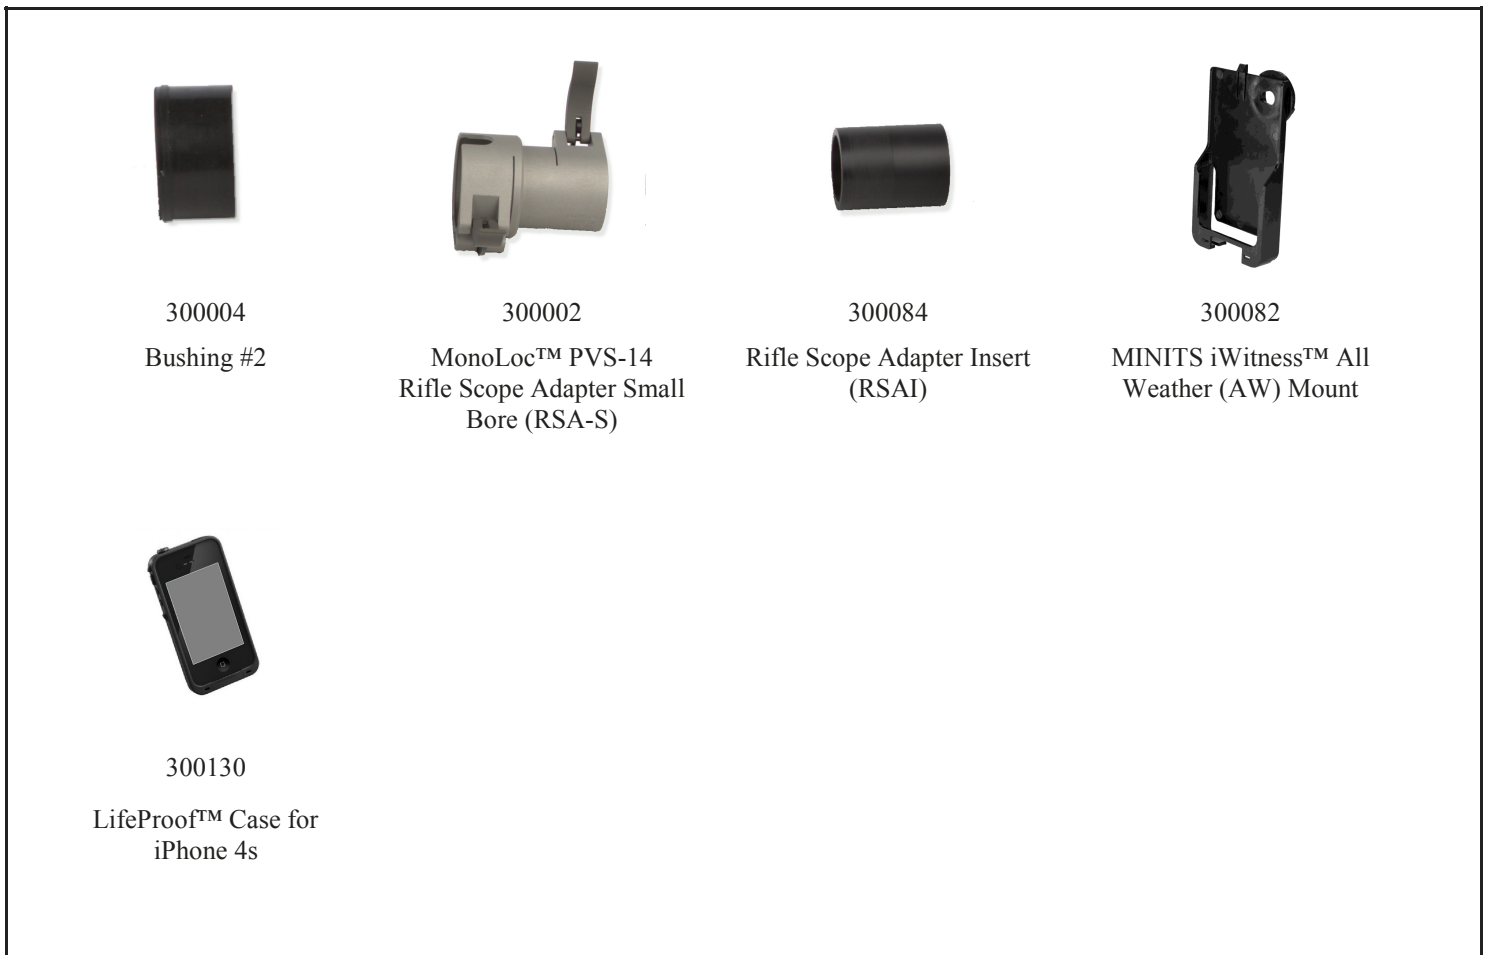 300004
Bushing #2
300002
MonoLoc™ PVS-14
Rifle Scope Adapter Small
Bore (RSA-S)
300084
Rifle Scope Adapter Insert
(RSAI)
300082
MINITS iWitness™ All
Weather (AW) Mount
300130
LifeProof™ Case for
iPhone 4s